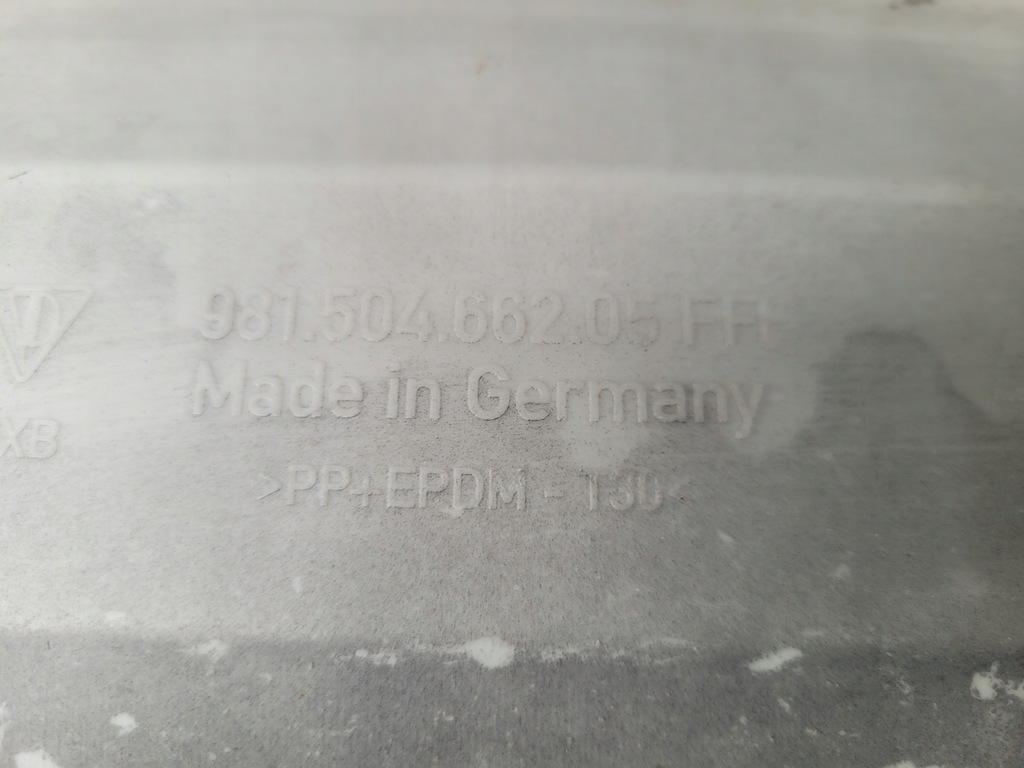 981.504.662.05 FFF
Made in Germany
XB
>PP+EPDM - T30<